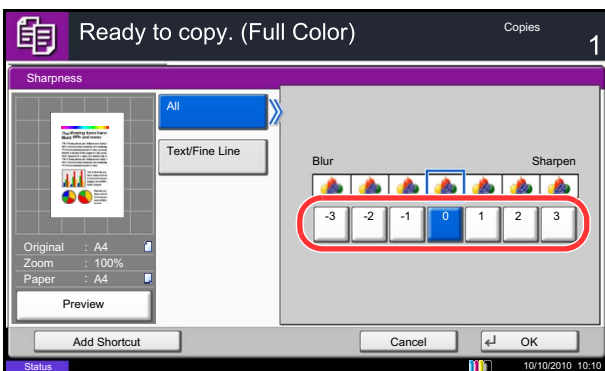 Ready to copy. (Full Color)
Copies
1
Sharpness
All
Text/Fine Line
Blur
Sharpen
-3 -2 -1 0 1 2 3
Original : A4
Zoom : 100%
Paper : A4
Preview
Add Shortcut
Cancel
OK
Status
10/10/2010 10:10